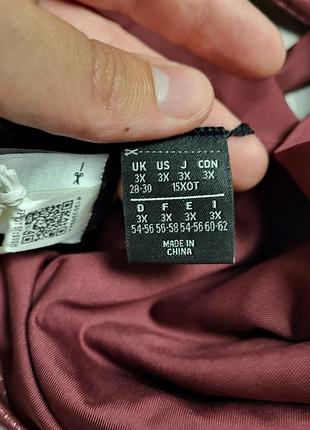 UK US J CDN
3X 3X 3X 3X
28-30 15XOT
D F E I
3X 3X 3X 3X
54-56 56-58 54-56 60-62
MADE IN
CHINA